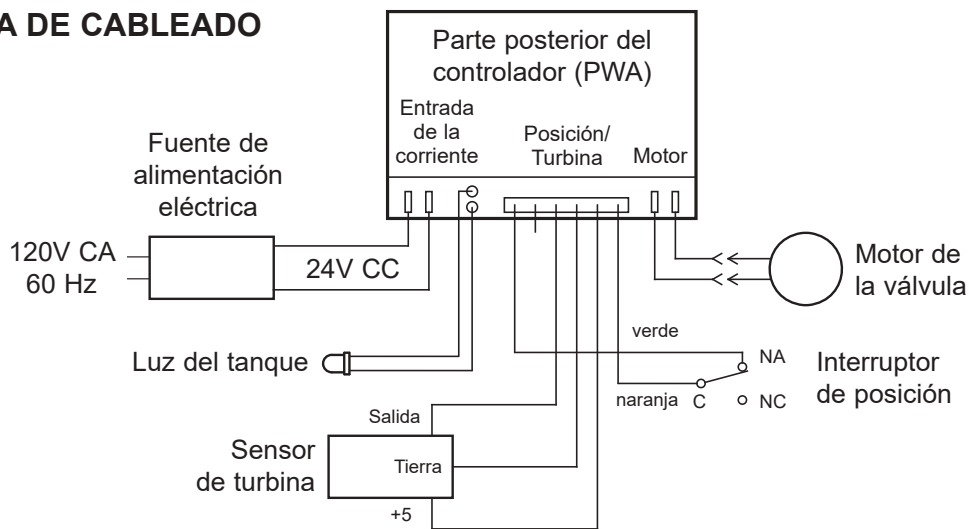 A DE CABLEADO
Parte posterior del
controlador (PWA)
Entrada
de la
corriente
Posición/
Turbina
Motor
Fuente de
alimentación
eléctrica
120V CA
60 Hz
24V CC
Motor de
la válvula
verde
Luz del tanque
NA
Interruptor
de posición
naranja
C
NC
Salida
Sensor
de turbina
Tierra
+5